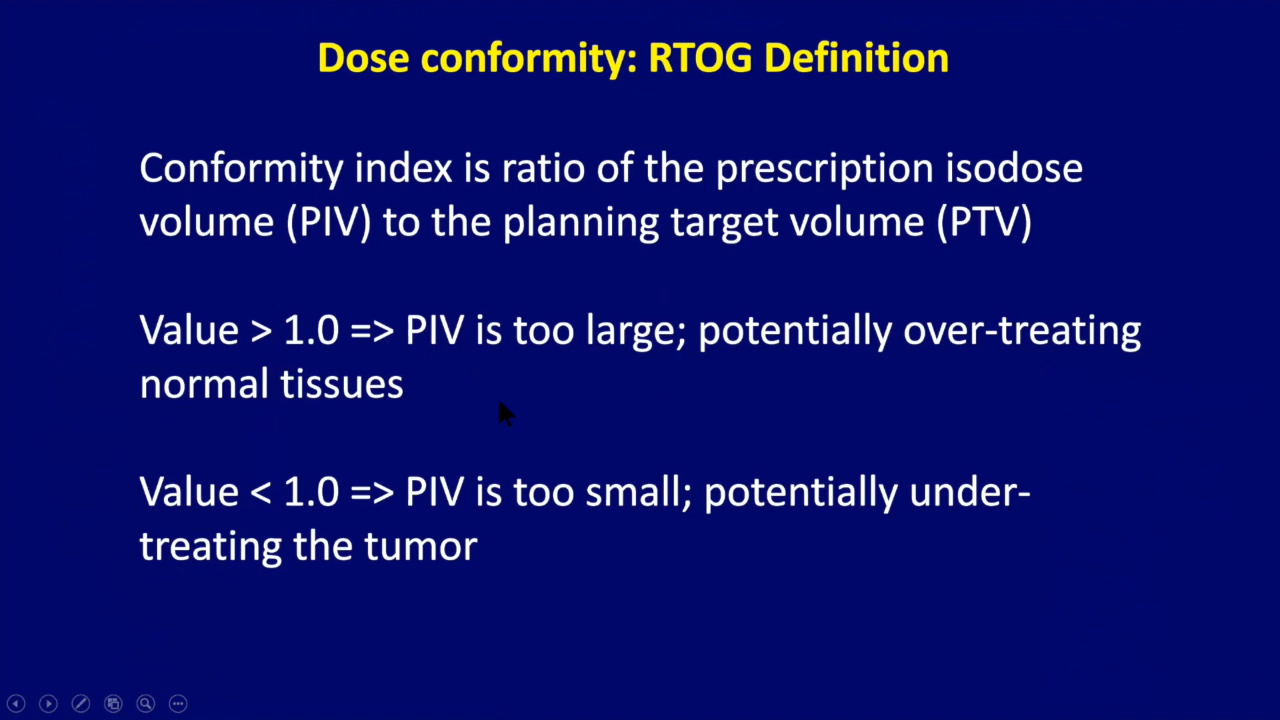 Dose conformity: RTOG Definition
Conformity index is ratio of the prescription isodose
volume (PIV) to the planning target volume (PTV)
Value > 1.0 => PIV is too large; potentially over-treating
normal tissues
Value < 1.0 => PIV is too small; potentially under-
treating the tumor